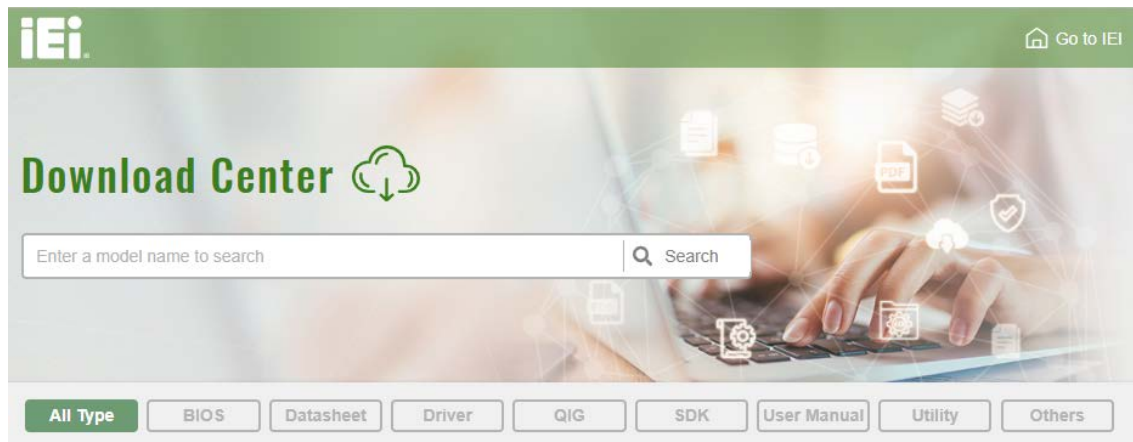 iEi.
Go to IEI
Download Center
Enter a model name to search
Search
PDF
PDF
All Type
BIOS
Datasheet
Driver
QIG
SDK
User Manual
Utility
Others